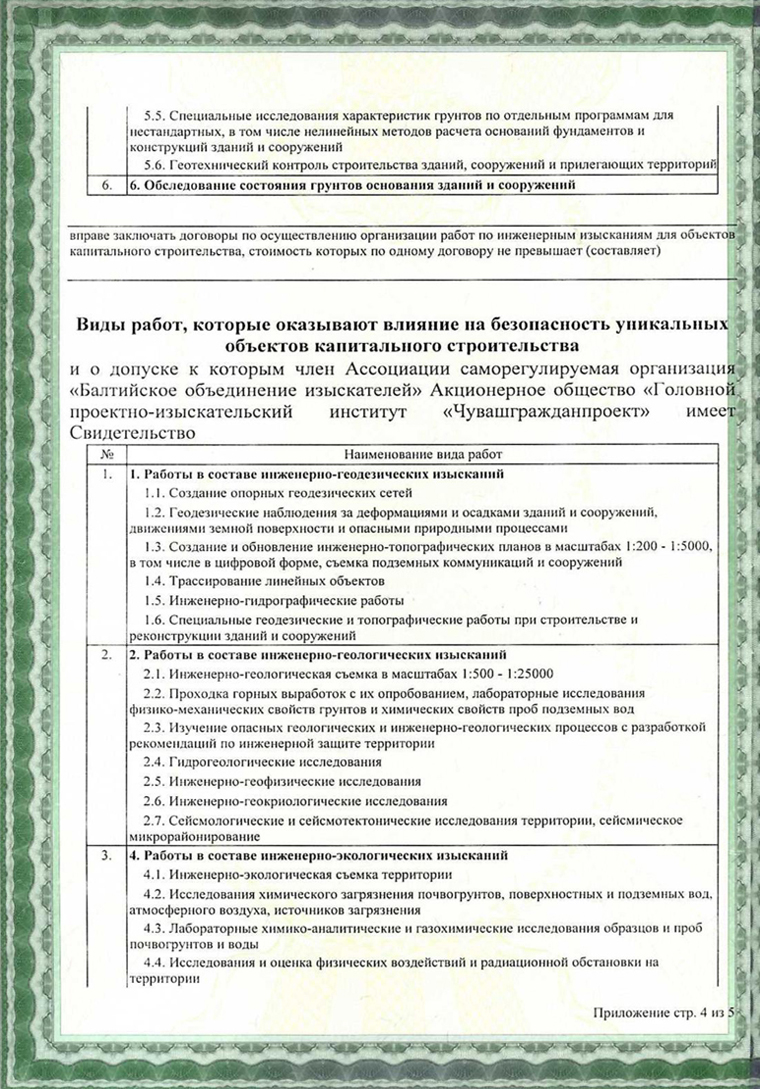 5.5. Специальные исследования характеристик грунтов по отдельным программам для
нестандартных, в том числе нелинейных методов расчета оснований фундаментов и
конструкций зданий и сооружений
5.6. Геотехнический контроль строительства зданий, сооружений и прилегающих территорий
6. 6. Обследование состояния грунтов основания зданий и сооружений
вправе заключать договоры по осуществлению организации работ по инженерным изысканиям для объектов
капитального строительства, стоимость которых по одному договору не превышает (составляет)
Виды работ, которые оказывают влияние на безопасность уникальных
объектов капитального строительства
и о допуске к которым член Ассоциации саморегулируемая организация
«Балтийское объединение изыскателей» Акционерное общество «Головной
проектно-изыскательский институт «Чувашгражданпроект» имеет
Свидетельство
№ Наименование вида работ
1. 1. Работы в составе инженерно-геодезических изысканий
1.1. Создание опорных геодезических сетей
1.2. Геодезические наблюдения за деформациями и осадками зданий и сооружений,
движениями земной поверхности и опасными природными процессами
1.3. Создание и обновление инженерно-топографических планов в масштабах 1:200 - 1:5000,
в том числе в цифровой форме, съемка подземных коммуникаций и сооружений
1.4. Трассирование линейных объектов
1.5. Инженерно-гидрографические работы
1.6. Специальные геодезические и топографические работы при строительстве и
реконструкции зданий и сооружений
2. 2. Работы в составе инженерно-геологических изысканий
2.1. Инженерно-геологическая съемка в масштабах 1:500 - 1:25000
2.2. Проходка горных выработок с их опробованием, лабораторные исследования
физико-механических свойств грунтов и химических свойств проб подземных вод
2.3. Изучение опасных геологических и инженерно-геологических процессов с разработкой
рекомендаций по инженерной защите территории
2.4. Гидрогеологические исследования
2.5. Инженерно-геофизические исследования
2.6. Инженерно-геокриологические исследования
2.7. Сейсмологические и сейсмотектонические исследования территории, сейсмическое
микрорайонирование
3. 4. Работы в составе инженерно-экологических изысканий
4.1. Инженерно-экологическая съемка территории
4.2. Исследования химического загрязнения почвогрунтов, поверхностных и подземных вод,
атмосферного воздуха, источников загрязнения
4.3. Лабораторные химико-аналитические и газохимические исследования образцов и проб
почвогрунтов и воды
4.4. Исследования и оценка физических воздействий и радиационной обстановки на
территории
Приложение стр. 4 из 5